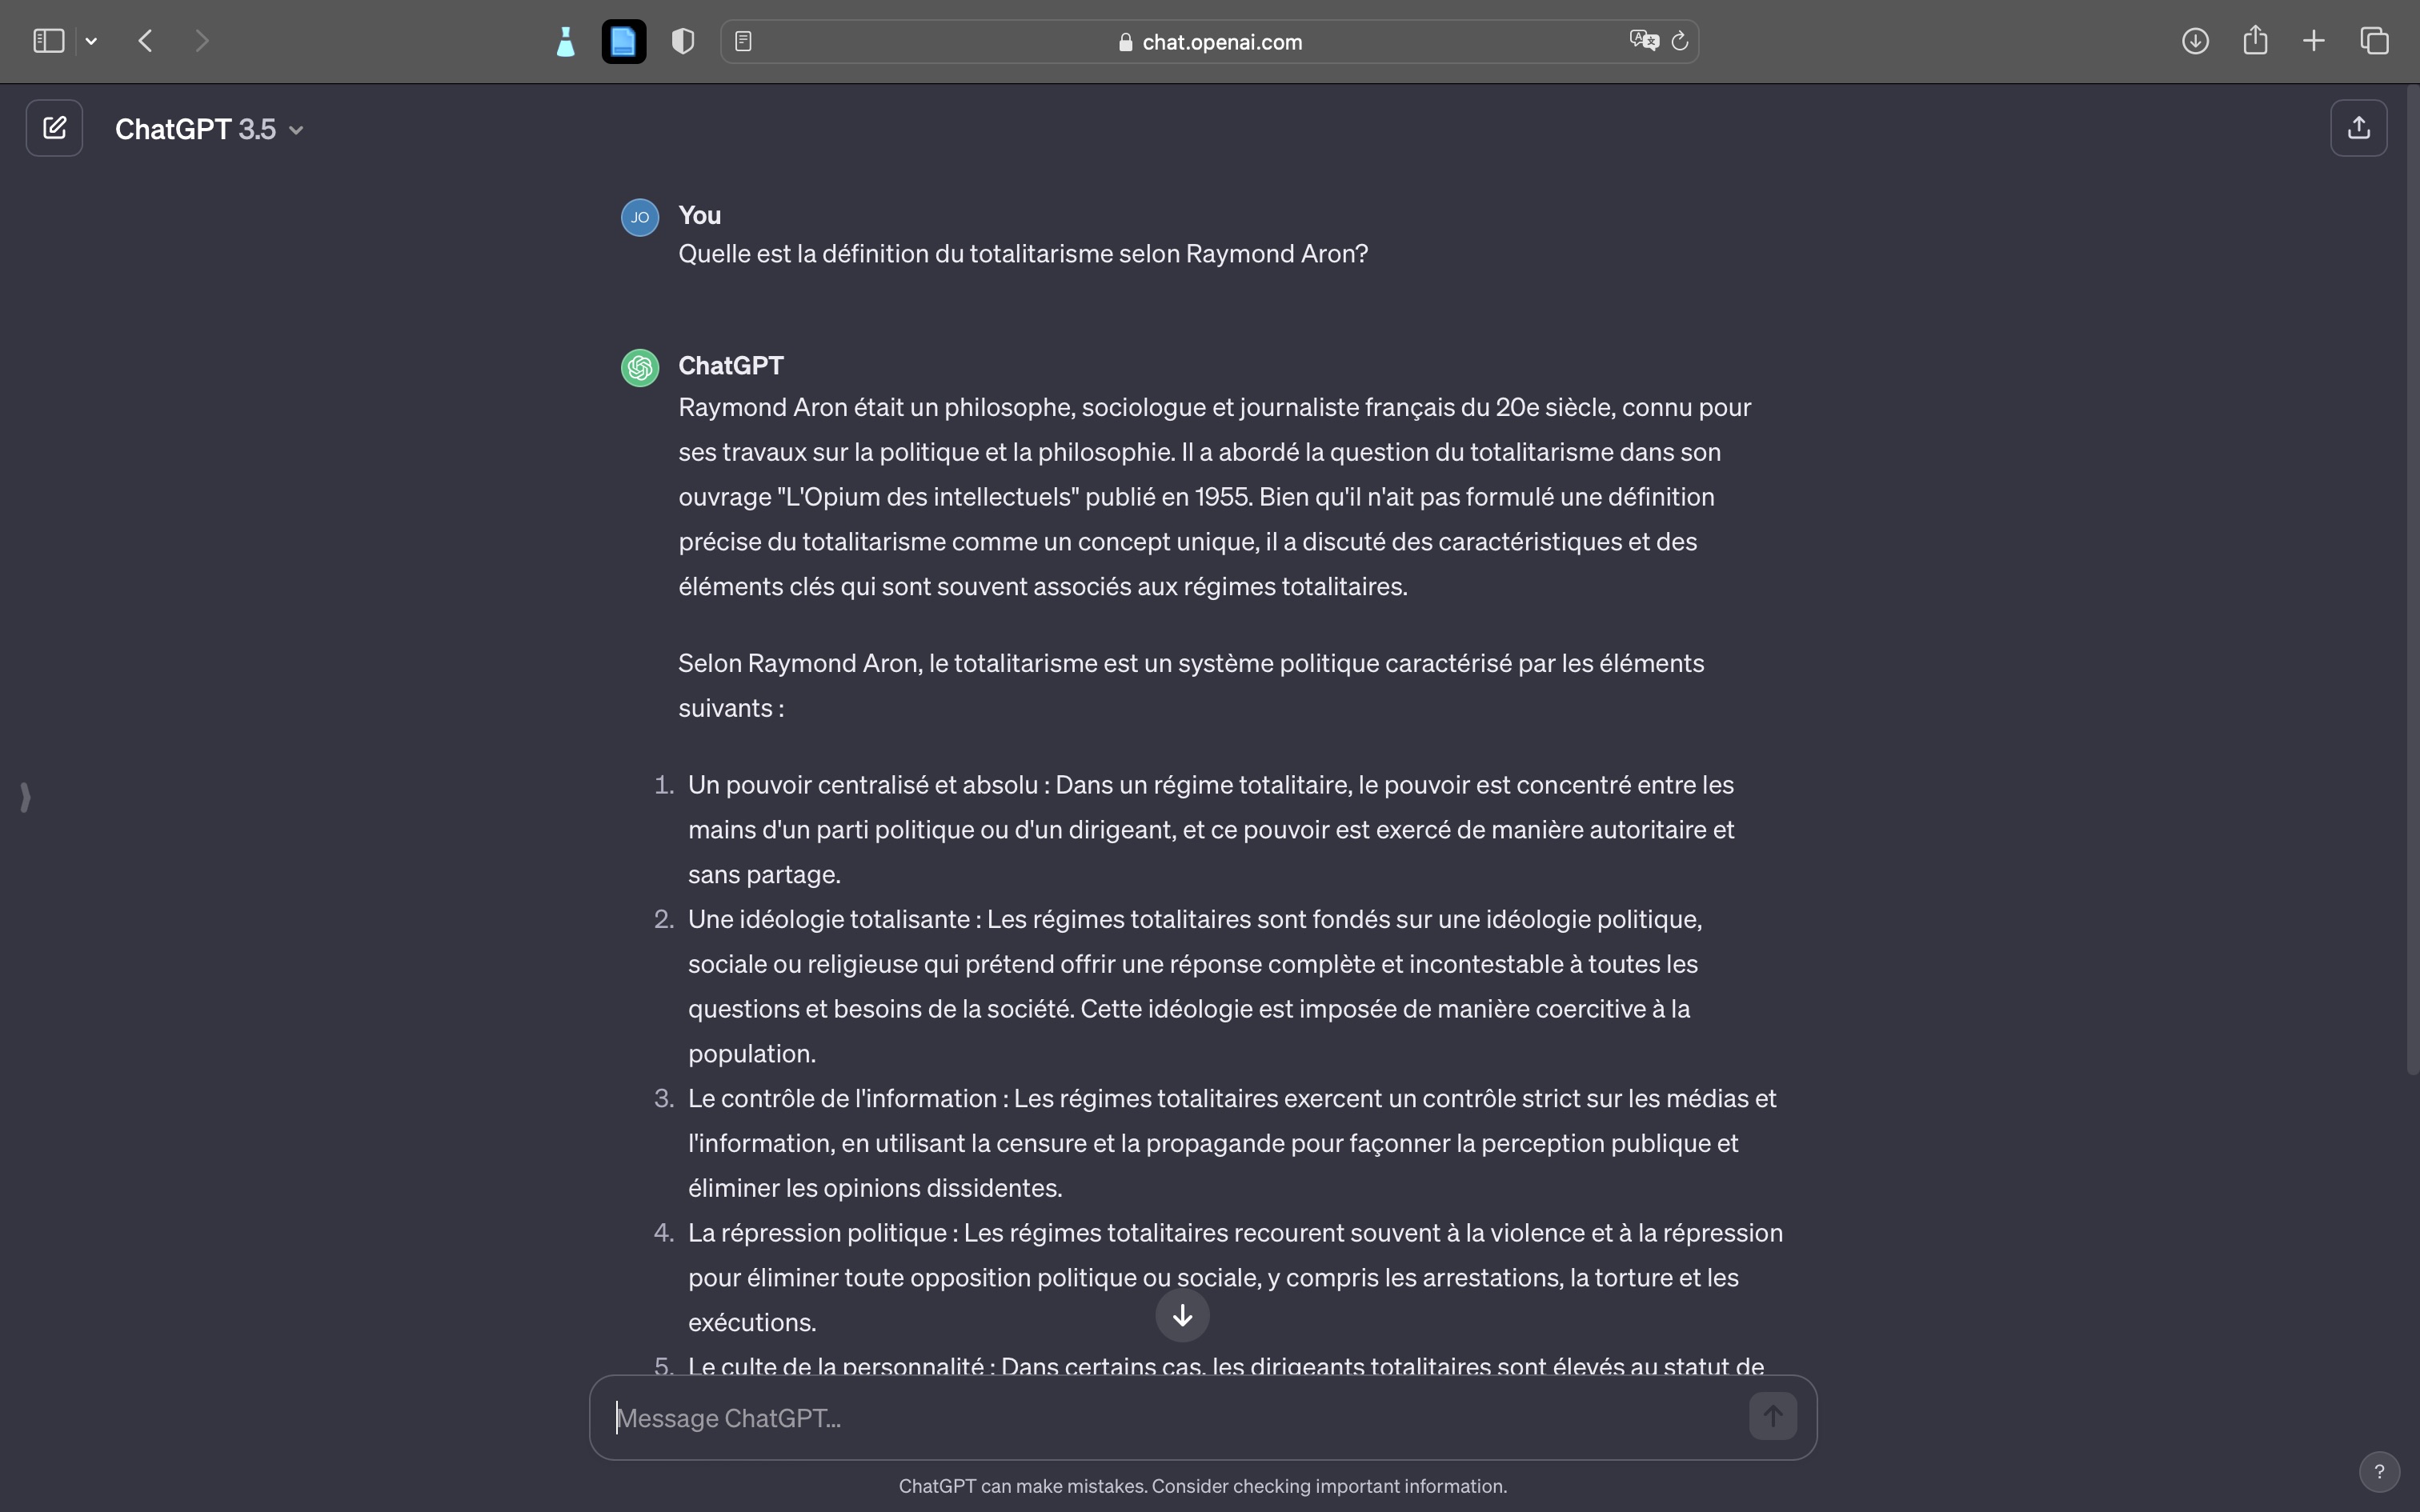 chat.openai.com
ChatGPT 3.5
JO
You
Quelle est la définition du totalitarisme selon Raymond Aron?
ChatGPT
Raymond Aron était un philosophe, sociologue et journaliste français du 20e siècle, connu pour
ses travaux sur la politique et la philosophie. Il a abordé la question du totalitarisme dans son
ouvrage "L'Opium des intellectuels" publié en 1955. Bien qu'il n'ait pas formulé une définition
précise du totalitarisme comme un concept unique, il a discuté des caractéristiques et des
éléments clés qui sont souvent associés aux régimes totalitaires.
Selon Raymond Aron, le totalitarisme est un système politique caractérisé par les éléments
suivants :
1. Un pouvoir centralisé et absolu : Dans un régime totalitaire, le pouvoir est concentré entre les
mains d'un parti politique ou d'un dirigeant, et ce pouvoir est exercé de manière autoritaire et
sans partage.
2. Une idéologie totalisante : Les régimes totalitaires sont fondés sur une idéologie politique,
sociale ou religieuse qui prétend offrir une réponse complète et incontestable à toutes les
questions et besoins de la société. Cette idéologie est imposée de manière coercitive à la
population.
3. Le contrôle de l'information : Les régimes totalitaires exercent un contrôle strict sur les médias et
l'information, en utilisant la censure et la propagande pour façonner la perception publique et
éliminer les opinions dissidentes.
4. La répression politique : Les régimes totalitaires recourent souvent à la violence et à la répression
pour éliminer toute opposition politique ou sociale, y compris les arrestations, la torture et les
exécutions.
5. Le culte de la personnalité : Dans certains cas, les dirigeants totalitaires sont élevés au statut de
Message ChatGPT...
ChatGPT can make mistakes. Consider checking important information.
?